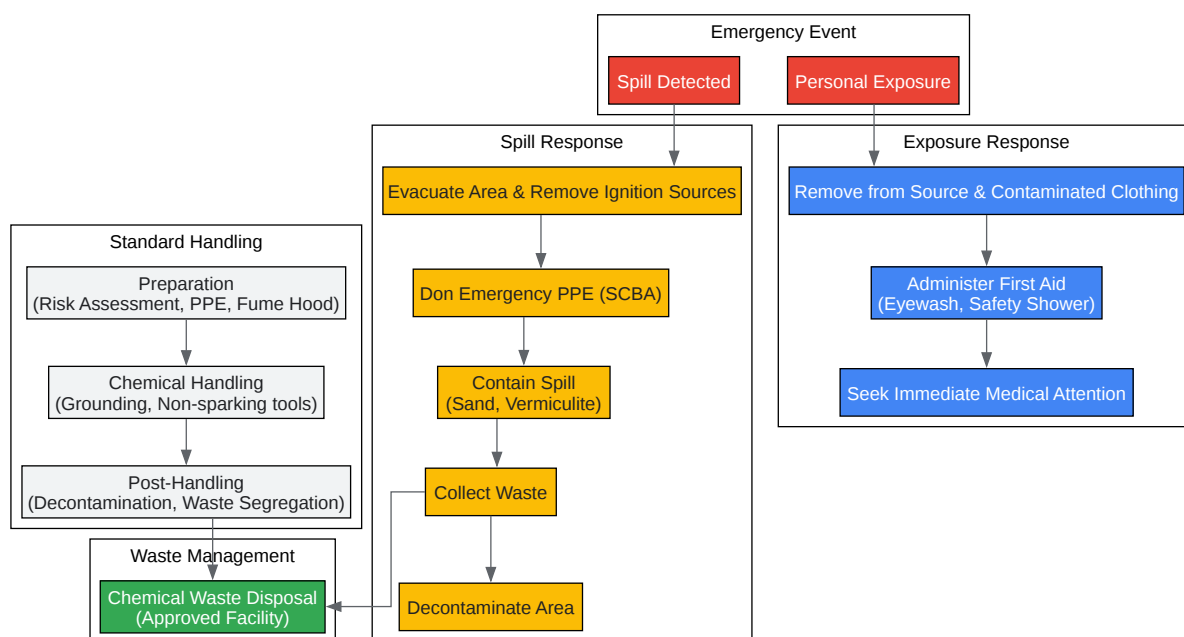 Emergency Event
Spill Detected
Personal Exposure
Spill Response
Evacuate Area & Remove Ignition Sources
Don Emergency PPE (SCBA)
Contain Spill
(Sand, Vermiculite)
Collect Waste
Decontaminate Area
Exposure Response
Remove from Source & Contaminated Clothing
Administer First Aid
(Eyewash, Safety Shower)
Seek Immediate Medical Attention
Standard Handling
Preparation
(Risk Assessment, PPE, Fume Hood)
Chemical Handling
(Grounding, Non-sparking tools)
Post-Handling
(Decontamination, Waste Segregation)
Waste Management
Chemical Waste Disposal
(Approved Facility)